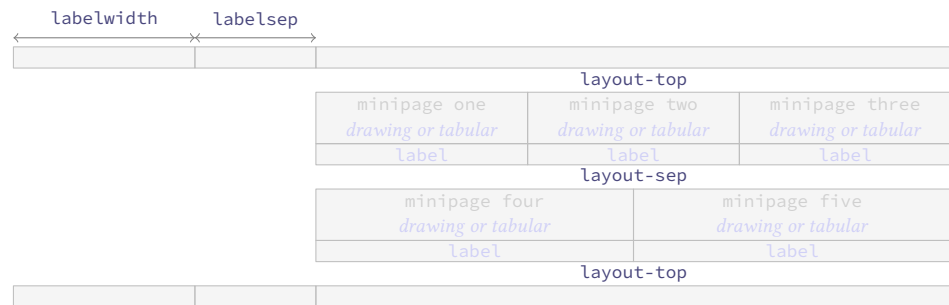 labelwidth labelsep
layout-top
minipage one minipage two minipage three
drawing or tabular drawing or tabular drawing or tabular
label label label
layout-sep
minipage four minipage five
drawing or tabular drawing or tabular
label label
layout-top